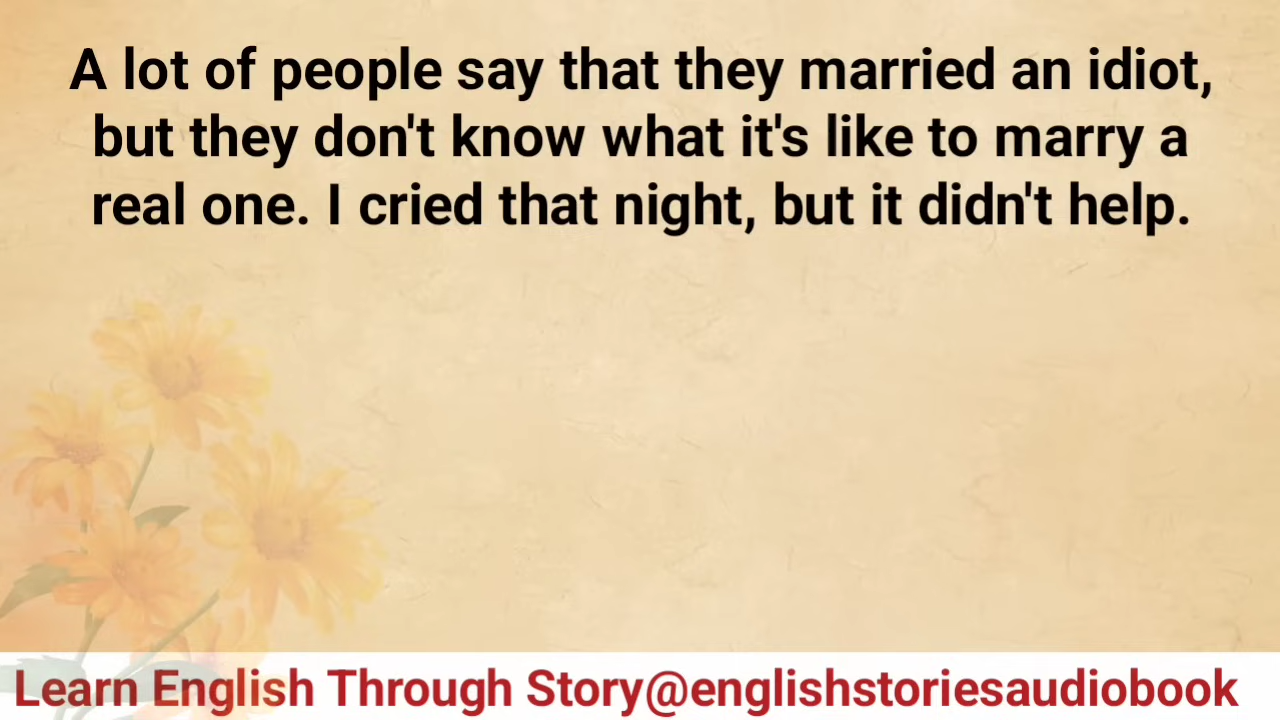 A lot of people say that they married an idiot,
but they don't know what it's like to marry a
real one. I cried that night, but it didn't help.
Learn English Through Story@englishstoriesaudiobook